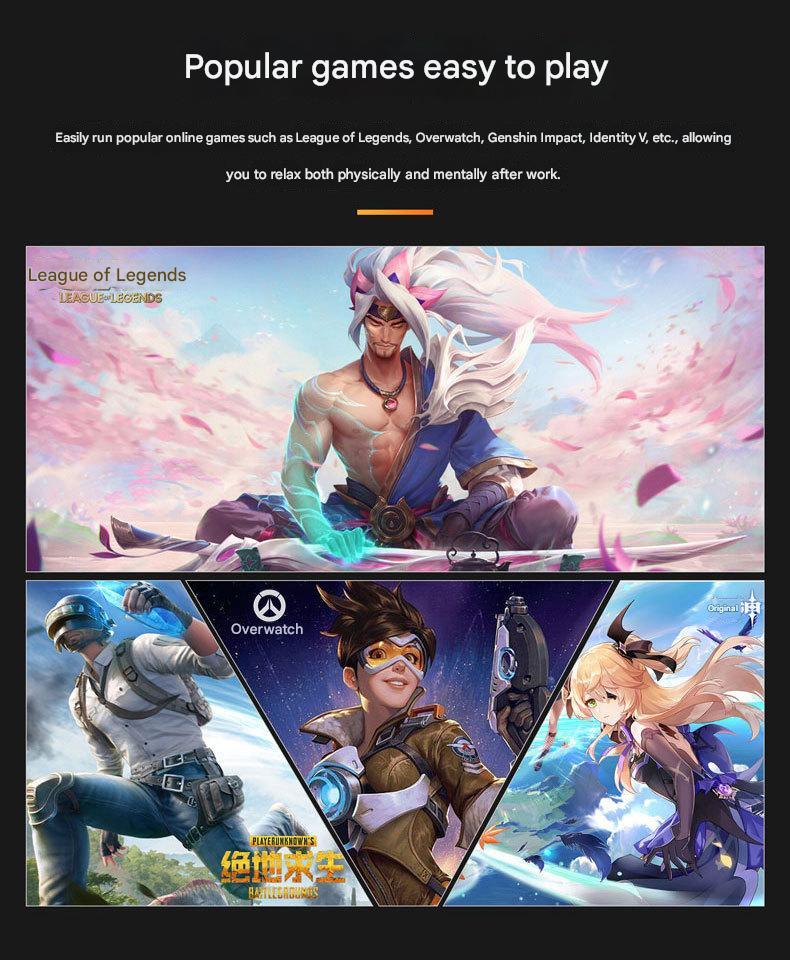 Popular games easy to play
Easily run popular online games such as League of Legends, Overwatch, Genshin Impact, Identity V, etc., allowing
you to relax both physically and mentally after work.
League of Legends
LEAGUE OF LEGENDS
Overwatch
Original
PLAYERUNKNOWN'S
绝地求生
BATTLEGROUNDS